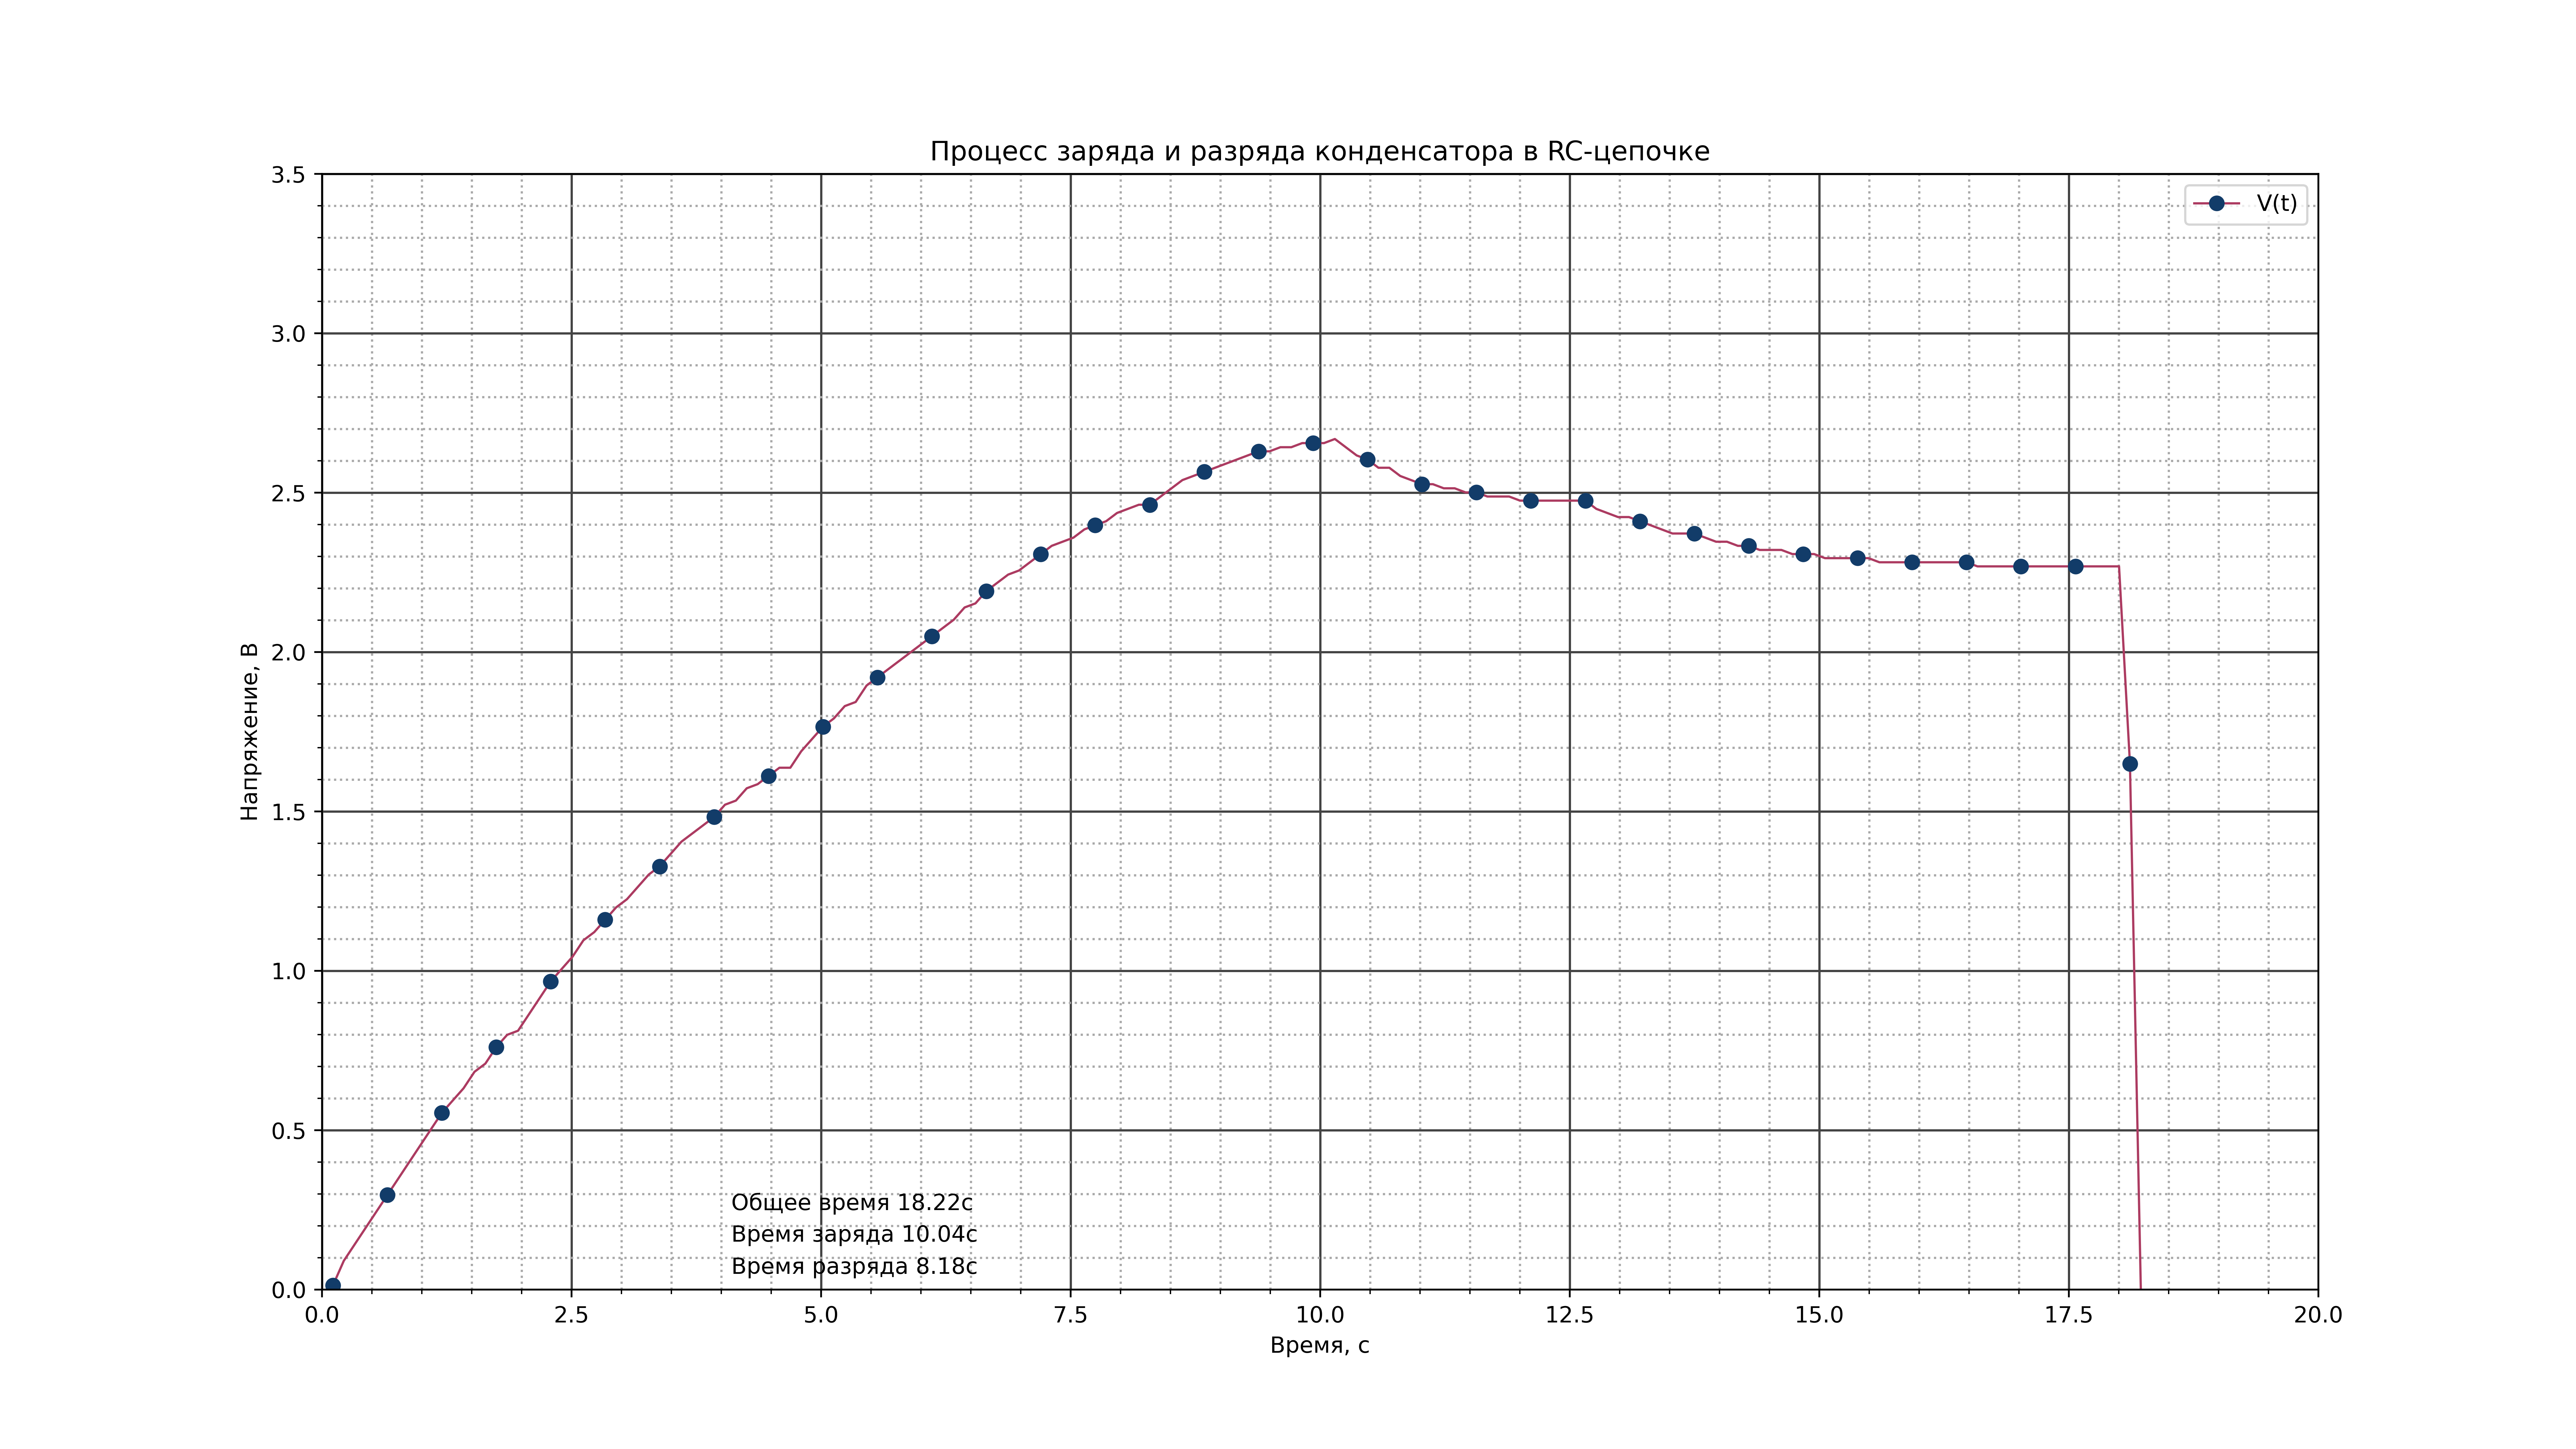 Процесс заряда и разряда конденсатора в RC-цепочке
V(t)
3.5
3.0
2.5
2.0
1.5
1.0
0.5
0.0
Напряжение, В
Общее время 18.22с
Время заряда 10.04с
Время разряда 8.18с
0.0 2.5 5.0 7.5 10.0 12.5 15.0 17.5 20.0
Время, с